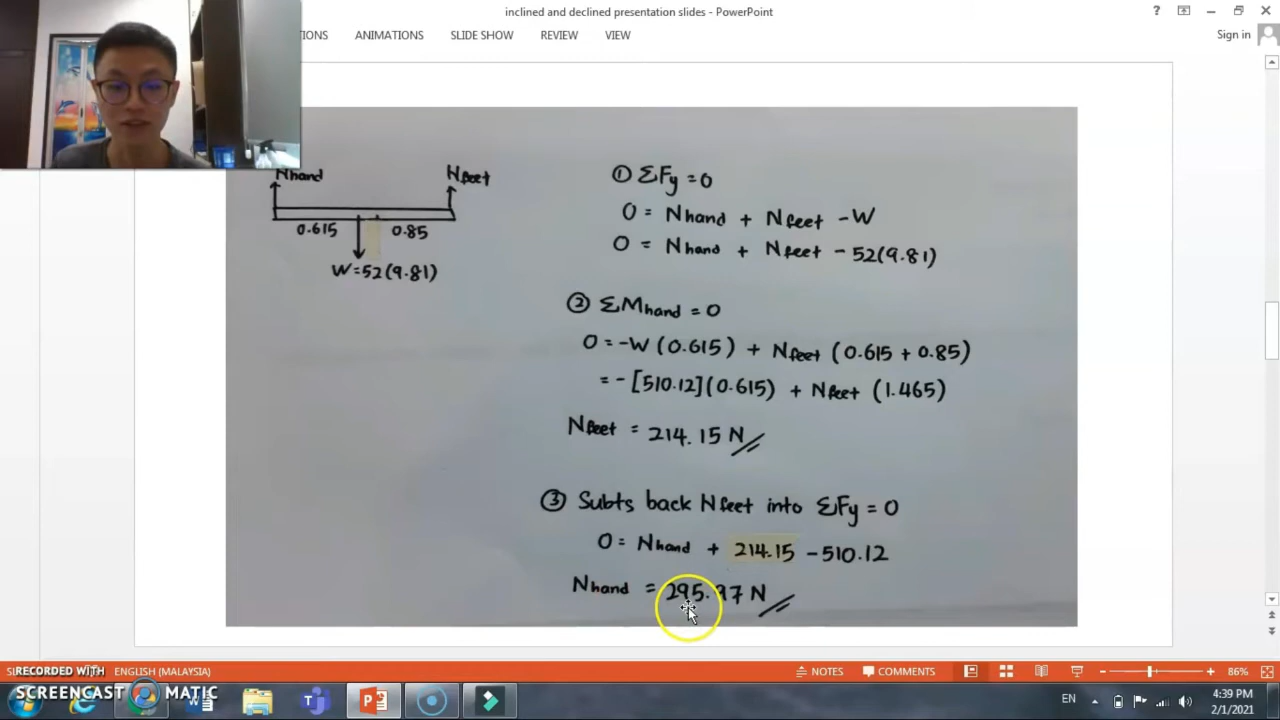 inclined and declined presentation slides - PowerPoint
ANIMATIONS SLIDE SHOW REVIEW VIEW
Sign in
Nhand Nfeet
0.615 0.85
W=52(9.81)
① ΣFy = 0
0 = Nhand + Nfeet - W
0 = Nhand + Nfeet - 52(9.81)
② ΣMhand = 0
0 = -W (0.615) + Nfeet (0.615 + 0.85)
= - [510.12](0.615) + Nfeet (1.465)
Nfeet = 214.15 N
③ Subts back Nfeet into ΣFy = 0
0 = Nhand + 214.15 - 510.12
Nhand = 295.97 N
ENGLISH (MALAYSIA) NOTES COMMENTS 86%
RECORDED WITH
SCREENCAST MATIC
EN 4:39 PM
2/1/2021